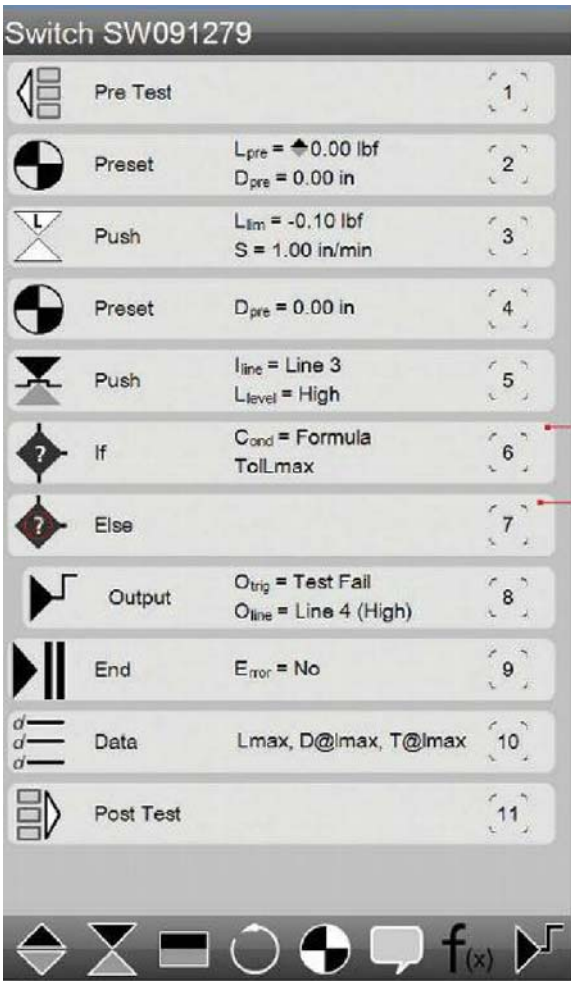 Switch SW091279
Pre Test 1
Preset Lpre = 0.00 lbf 2
Dpre = 0.00 in
Push Llim = -0.10 lbf 3
S = 1.00 in/min
Preset Dpre = 0.00 in 4
Push Iline = Line 3 5
Llevel = High
If Cond = Formula 6
TolLmax
Else 7
Output Otrig = Test Fail 8
Oline = Line 4 (High)
End Error = No 9
d
d
d
Data Lmax, D@lmax, T@lmax 10
Post Test 11
f(x)